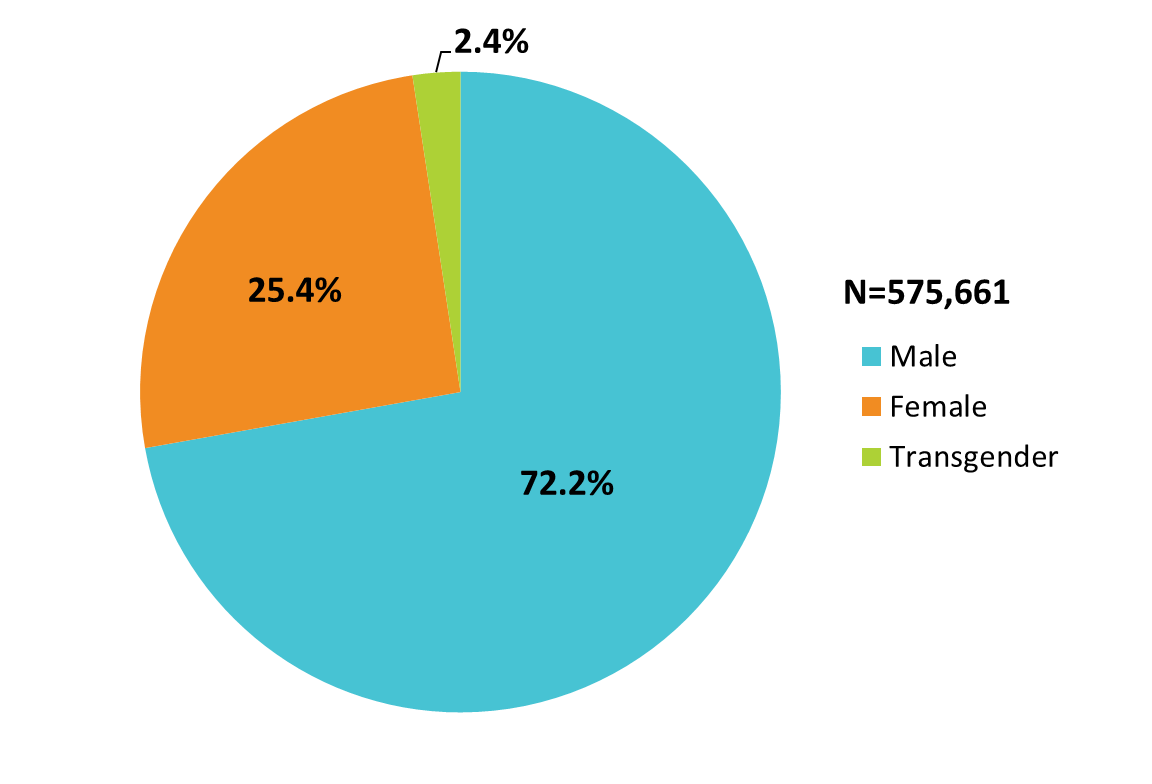 2.4%
25.4%
72.2%
N=575,661
Male
Female
Transgender